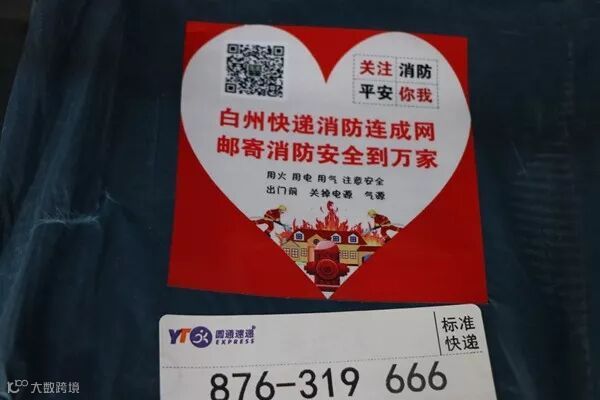 关注 消防
平安 你我
白州快递消防连成网
邮寄消防安全到万家
用火 用电 用气 注意安全
出门前 关掉电源 气源
YTO 圆通速递
EXPRESS
标准
快递
876-319 666
大数跨境